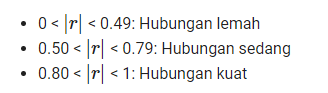 • 0 < |r| < 0.49: Hubungan lemah
• 0.50 < |r| < 0.79: Hubungan sedang
• 0.80 < |r| < 1: Hubungan kuat